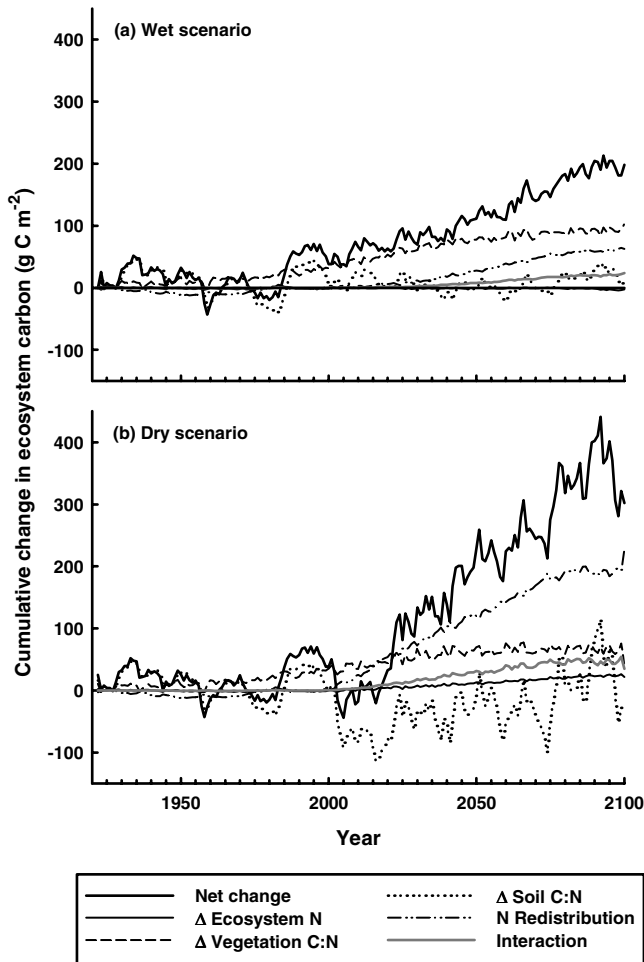 400
(a) Wet scenario
300
200
100
0
-100
Cumulative change in ecosystem carbon (g C m-2)
400
(b) Dry scenario
300
200
100
0
-100
1950
2000
2050
2100
Year
Net change
Δ Ecosystem N
Δ Vegetation C:N
Δ Soil C:N
N Redistribution
Interaction